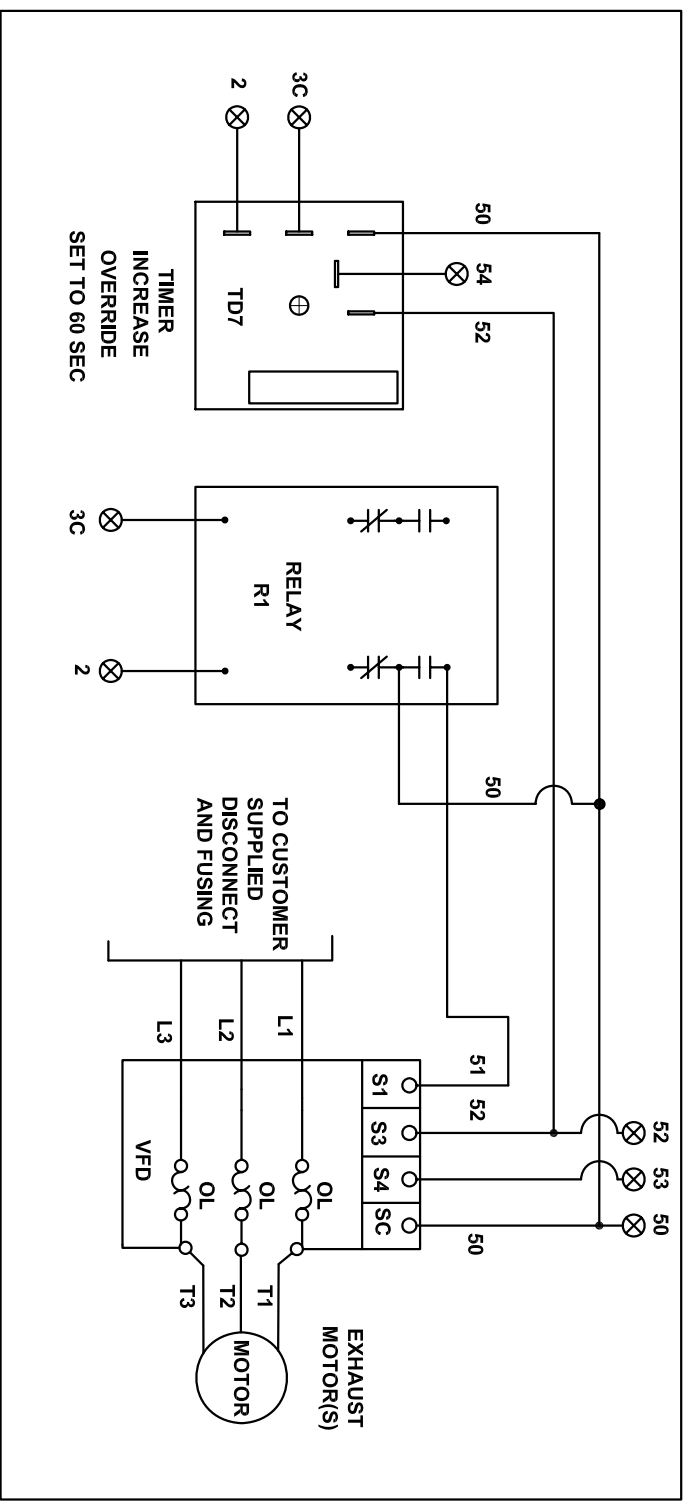 52
53
50
50
54
52
3C
2
TD7
TIMER
INCREASE
OVERRIDE
SET TO 60 SEC
RELAY
R1
3C
2
50
51
52
50
S1
S3
S4
SC
TO CUSTOMER
SUPPLIED
DISCONNECT
AND FUSING
L1
L2
L3
OL
OL
OL
VFD
T1
T2
T3
EXHAUST
MOTOR(S)
MOTOR